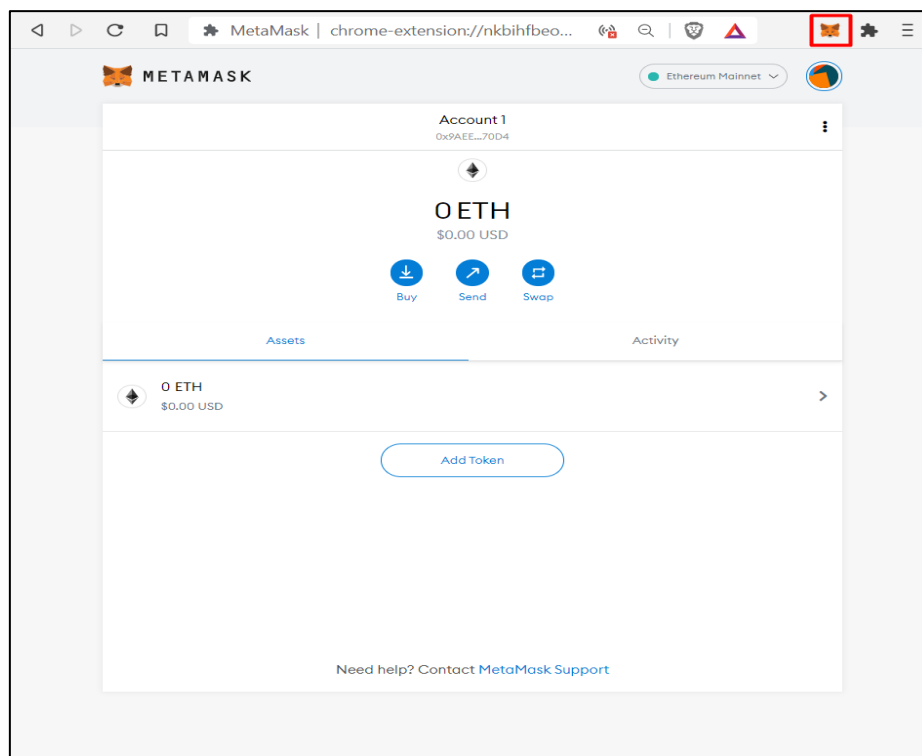 MetaMask | chrome-extension://nkbihfbeo...
METAMASK
Ethereum Mainnet
Account 1
0x9AEE...70D4
0 ETH
$0.00 USD
Buy Send Swap
Assets Activity
0 ETH
$0.00 USD
Add Token
Need help? Contact MetaMask Support